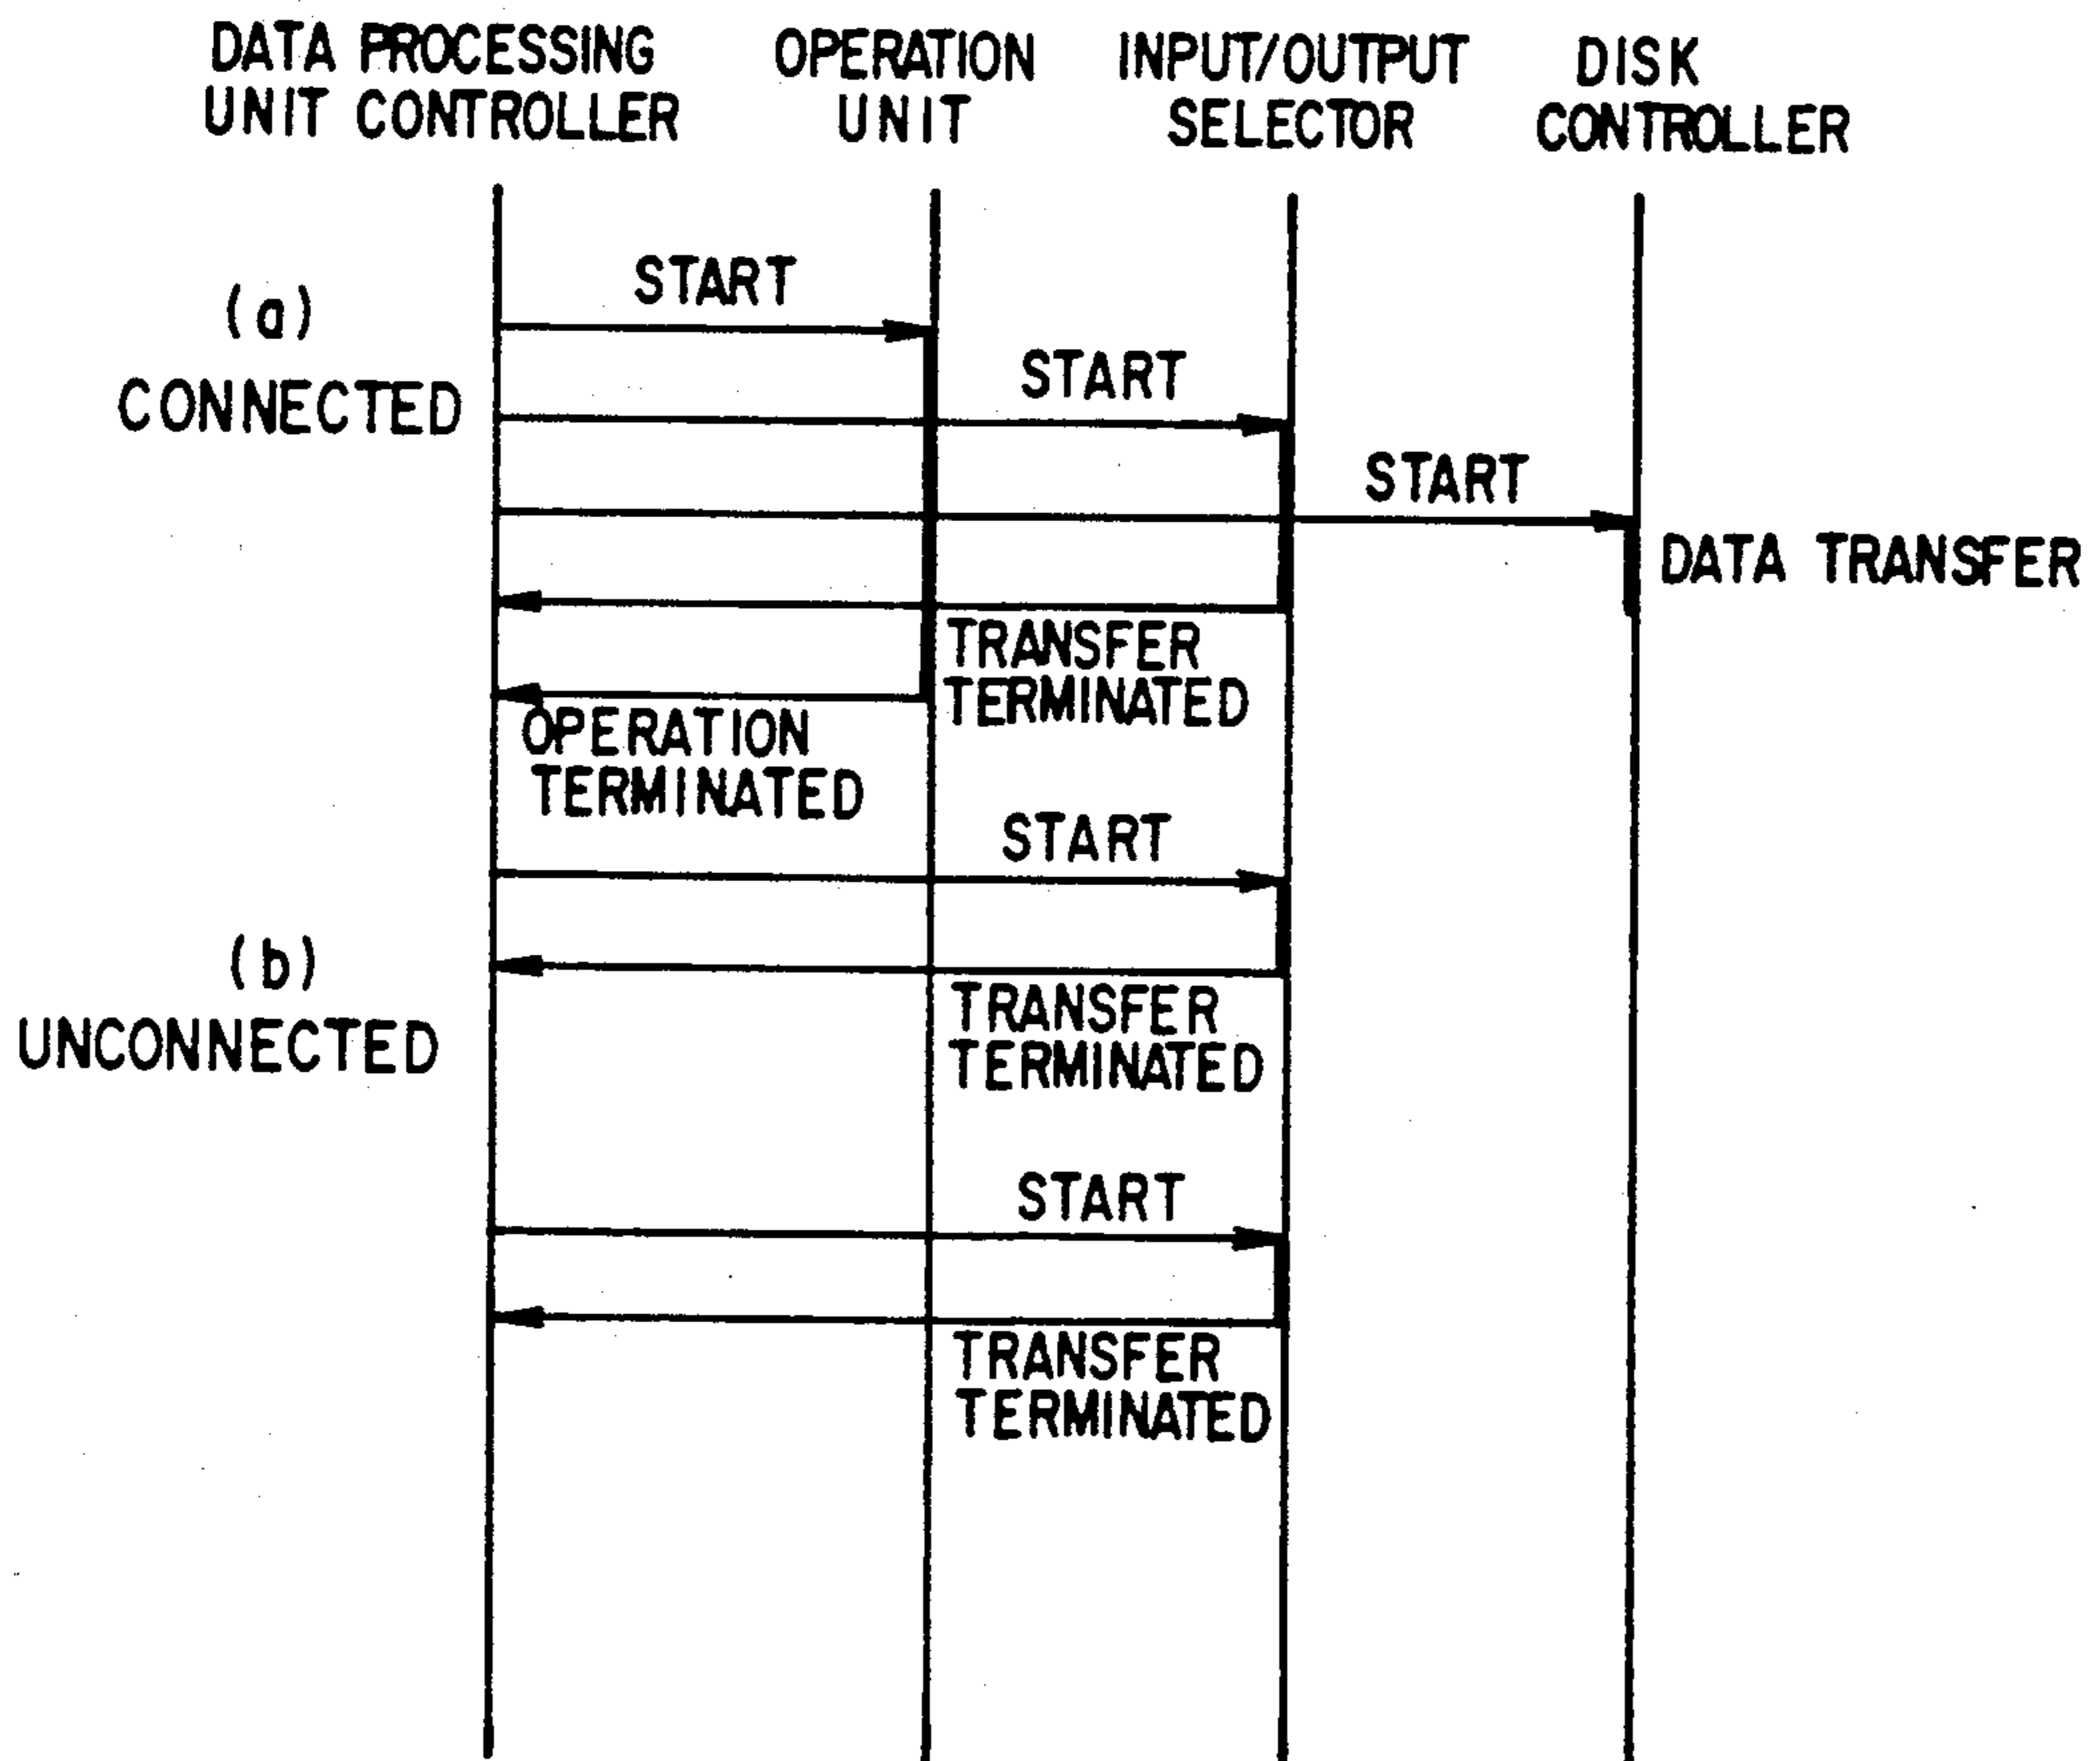 DATA PROCESSING
UNIT CONTROLLER
OPERATION
UNIT
INPUT/OUTPUT
SELECTOR
DISK
CONTROLLER
START
(a)
CONNECTED
START
START
DATA TRANSFER
TRANSFER
TERMINATED
OPERATION
TERMINATED
START
(b)
UNCONNECTED
TRANSFER
TERMINATED
START
TRANSFER
TERMINATED